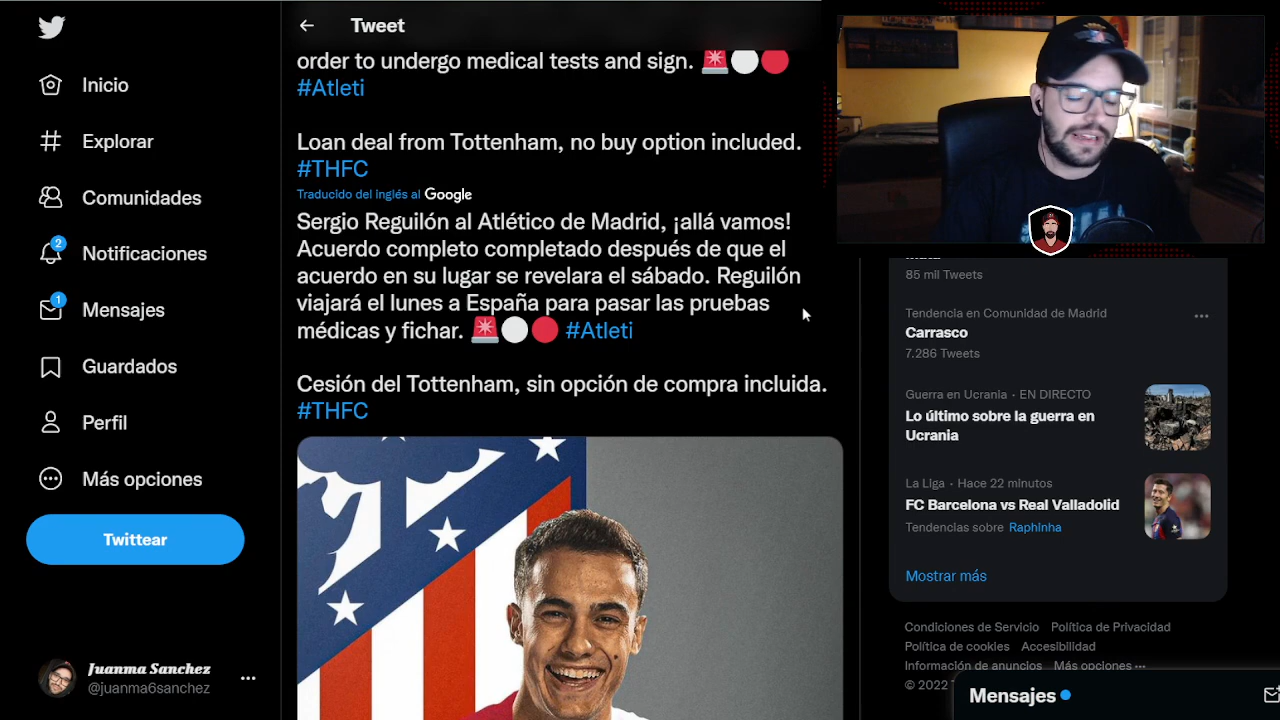 Tweet
Inicio
Explorar
Comunidades
2
Notificaciones
1
Mensajes
Guardados
Perfil
Más opciones
Twittear
Juanma Sanchez
@juanma6sanchez
order to undergo medical tests and sign. 🚨⚪🔴
#Atleti
Loan deal from Tottenham, no buy option included.
#THFC
Traducido del inglés al Google
Sergio Reguilón al Atlético de Madrid, ¡allá vamos!
Acuerdo completo completado después de que el
acuerdo en su lugar se revelara el sábado. Reguilón
viajará el lunes a España para pasar las pruebas
médicas y fichar. 🚨⚪🔴 #Atleti
Cesión del Tottenham, sin opción de compra incluida.
#THFC
85 mil Tweets
Tendencia en Comunidad de Madrid
Carrasco
7.286 Tweets
Guerra en Ucrania · EN DIRECTO
Lo último sobre la guerra en
Ucrania
La Liga · Hace 22 minutos
FC Barcelona vs Real Valladolid
Tendencias sobre Raphinha
Mostrar más
Condiciones de Servicio Política de Privacidad
Política de cookies Accesibilidad
Información de anuncios Más opciones ···
© 2022
Mensajes